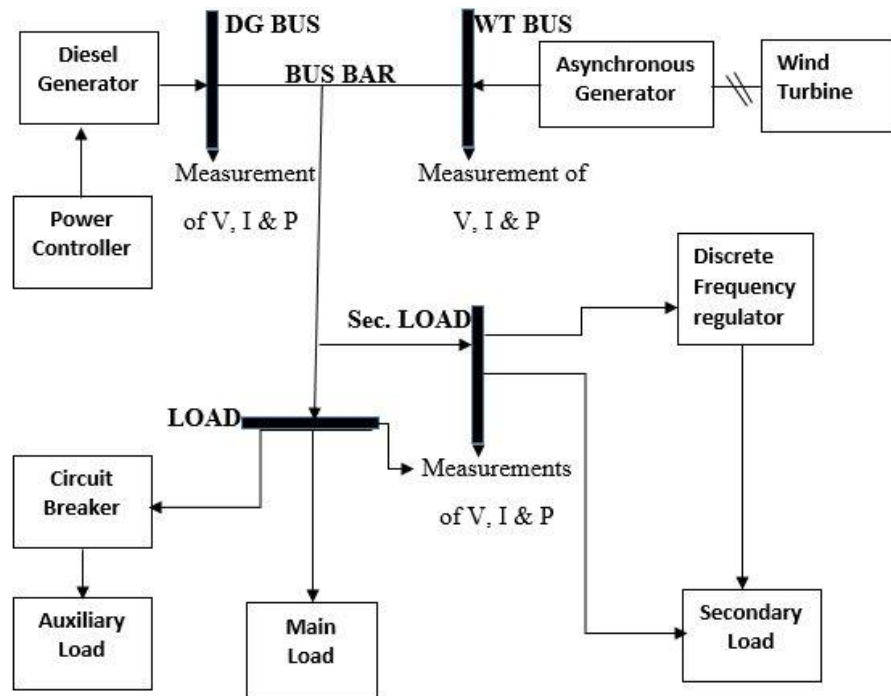 DG BUS
WT BUS
Diesel
Generator
BUS BAR
Asynchronous
Generator
Wind
Turbine
Measurement
of V, I & P
Measurement of
V, I & P
Power
Controller
Discrete
Frequency
regulator
Sec. LOAD
LOAD
Measurements
of V, I & P
Circuit
Breaker
Auxiliary
Load
Main
Load
Secondary
Load